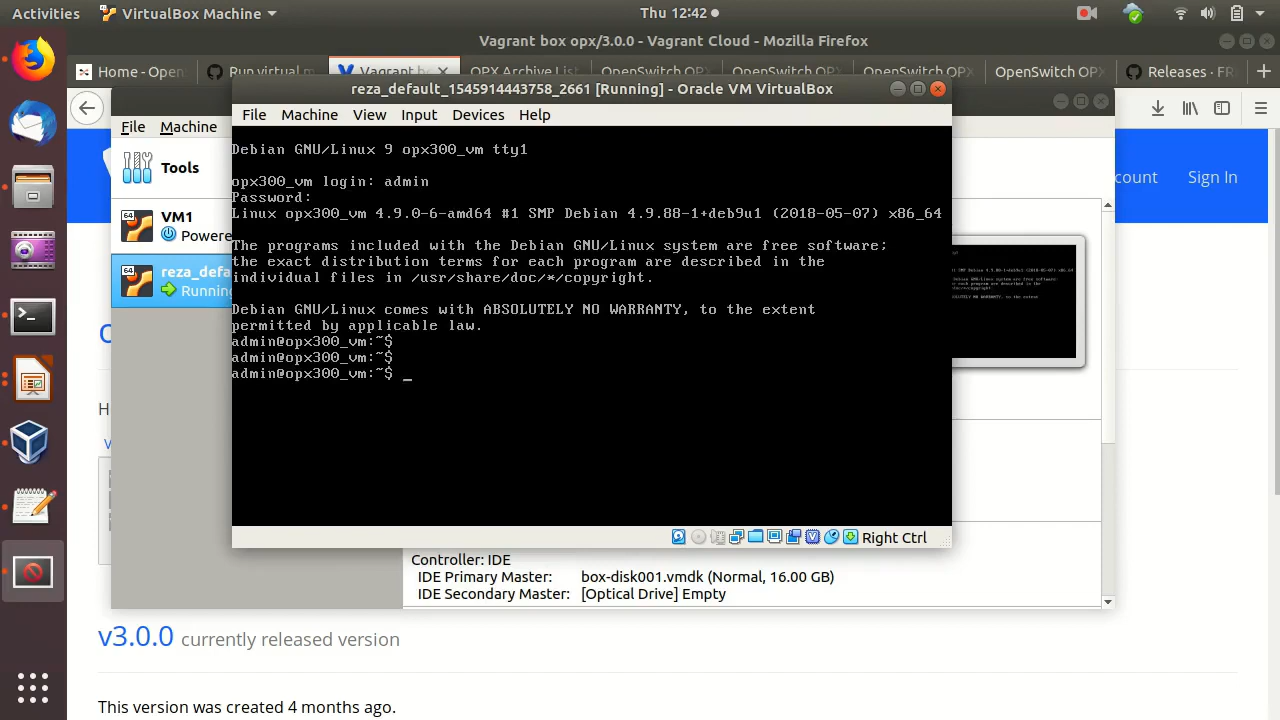 Activities
VirtualBox Machine
Thu 12:42
Vagrant box opx/3.0.0 - Vagrant Cloud - Mozilla Firefox
Home - Open
Run virtual m
Vagrant b
OPX Archive List
OpenSwitch OPX
OpenSwitch OPX
OpenSwitch OPX
OpenSwitch
Releases · FR
reza_default_1545914443758_2661 [Running] - Oracle VM VirtualBox
File Machine View Input Devices Help
File Machine
Tools
VM1
Powere
reza_defa
Running
count
Sign In
Debian GNU/Linux 9 opx300_vm tty1
opx300_vm login: admin
Password:
Linux opx300_vm 4.9.0-6-amd64 #1 SMP Debian 4.9.88-1+deb9u1 (2018-05-07) x86_64
The programs included with the Debian GNU/Linux system are free software;
the exact distribution terms for each program are described in the
individual files in /usr/share/doc/*/copyright.
Debian GNU/Linux comes with ABSOLUTELY NO WARRANTY, to the extent
permitted by applicable law.
admin@opx300_vm:~$
admin@opx300_vm:~$
admin@opx300_vm:~$ _
Right Ctrl
Controller: IDE
IDE Primary Master: box-disk001.vmdk (Normal, 16.00 GB)
IDE Secondary Master: [Optical Drive] Empty
v3.0.0 currently released version
This version was created 4 months ago.